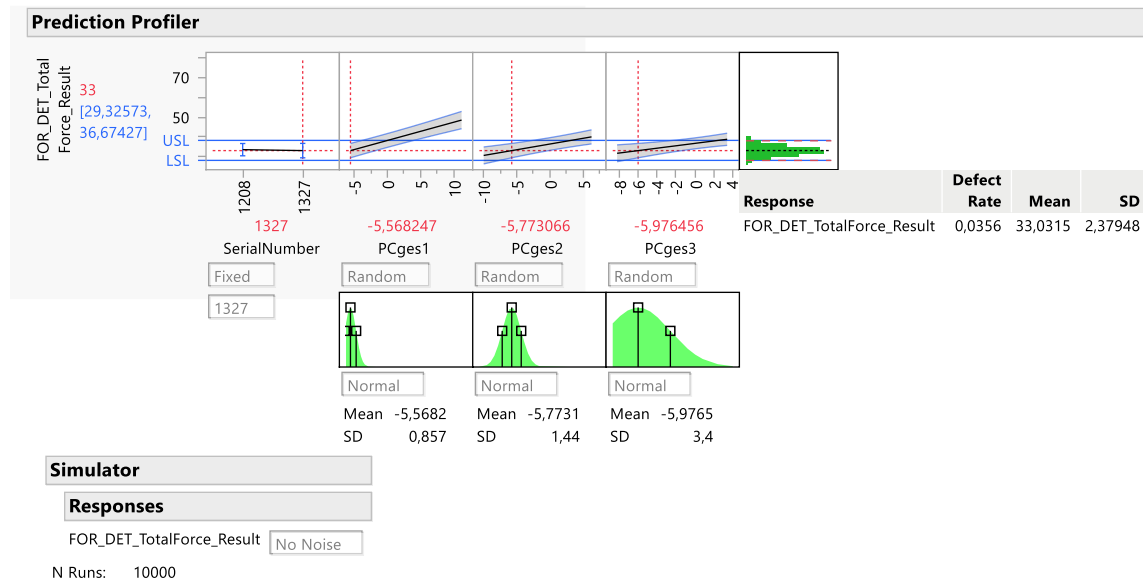 Prediction Profiler
FOR_DET_Total
Force_Result
33
[29,32573,
36,67427]
70
50
USL
LSL
1208
1327
-5
0
5
10
-10
-5
0
5
-8
-6
-4
-2
0
2
4
1327
SerialNumber
-5,568247
PCges1
-5,773066
PCges2
-5,976456
PCges3
Fixed
Random
Random
Random
1327
Response Defect Rate Mean SD
FOR_DET_TotalForce_Result 0,0356 33,0315 2,37948
Normal
Normal
Normal
Mean -5,5682
SD 0,857
Mean -5,7731
SD 1,44
Mean -5,9765
SD 3,4
Simulator
Responses
FOR_DET_TotalForce_Result No Noise
N Runs: 10000